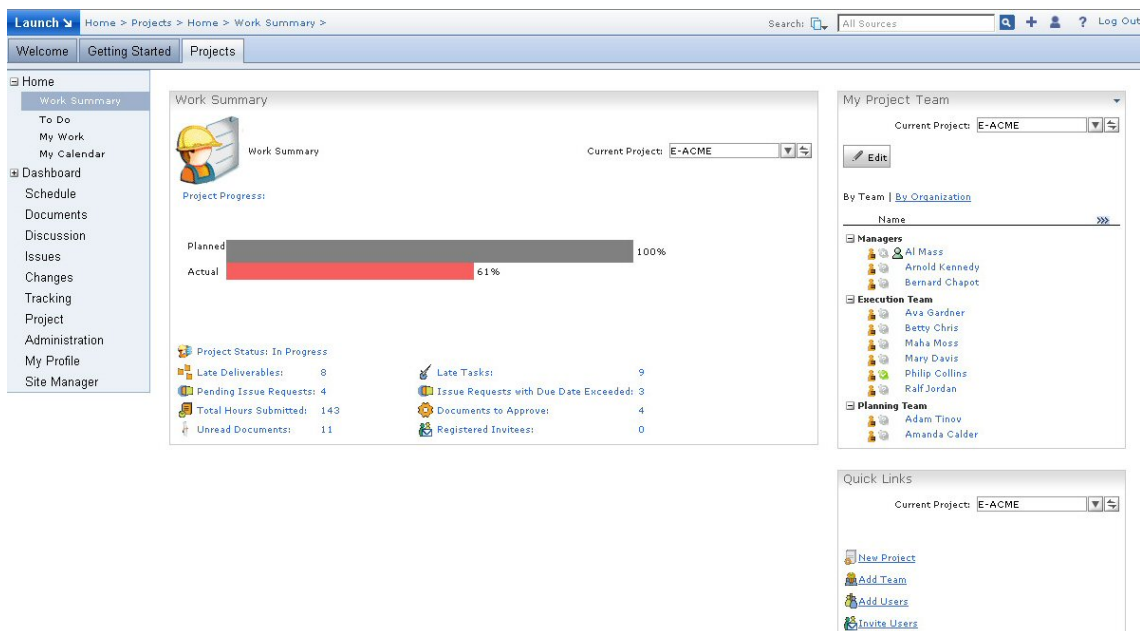 Launch Home > Projects > Home > Work Summary > Search: All Sources ? Log Out
Welcome Getting Started Projects
Home
Work Summary
To Do
My Work
My Calendar
Dashboard
Schedule
Documents
Discussion
Issues
Changes
Tracking
Project
Administration
My Profile
Site Manager
Work Summary
Work Summary Current Project: E-ACME
Project Progress:
Planned 100%
Actual 61%
Project Status: In Progress
Late Deliverables: 8 Late Tasks: 9
Pending Issue Requests: 4 Issue Requests with Due Date Exceeded: 3
Total Hours Submitted: 143 Documents to Approve: 4
Unread Documents: 11 Registered Invitees: 0
My Project Team
Current Project: E-ACME
Edit
By Team | By Organization
Name >>>
Managers
Al Mass
Arnold Kennedy
Bernard Chapot
Execution Team
Ava Gardner
Betty Chris
Maha Moss
Mary Davis
Philip Collins
Ralf Jordan
Planning Team
Adam Tinov
Amanda Calder
Quick Links
Current Project: E-ACME
New Project
Add Team
Add Users
Invite Users